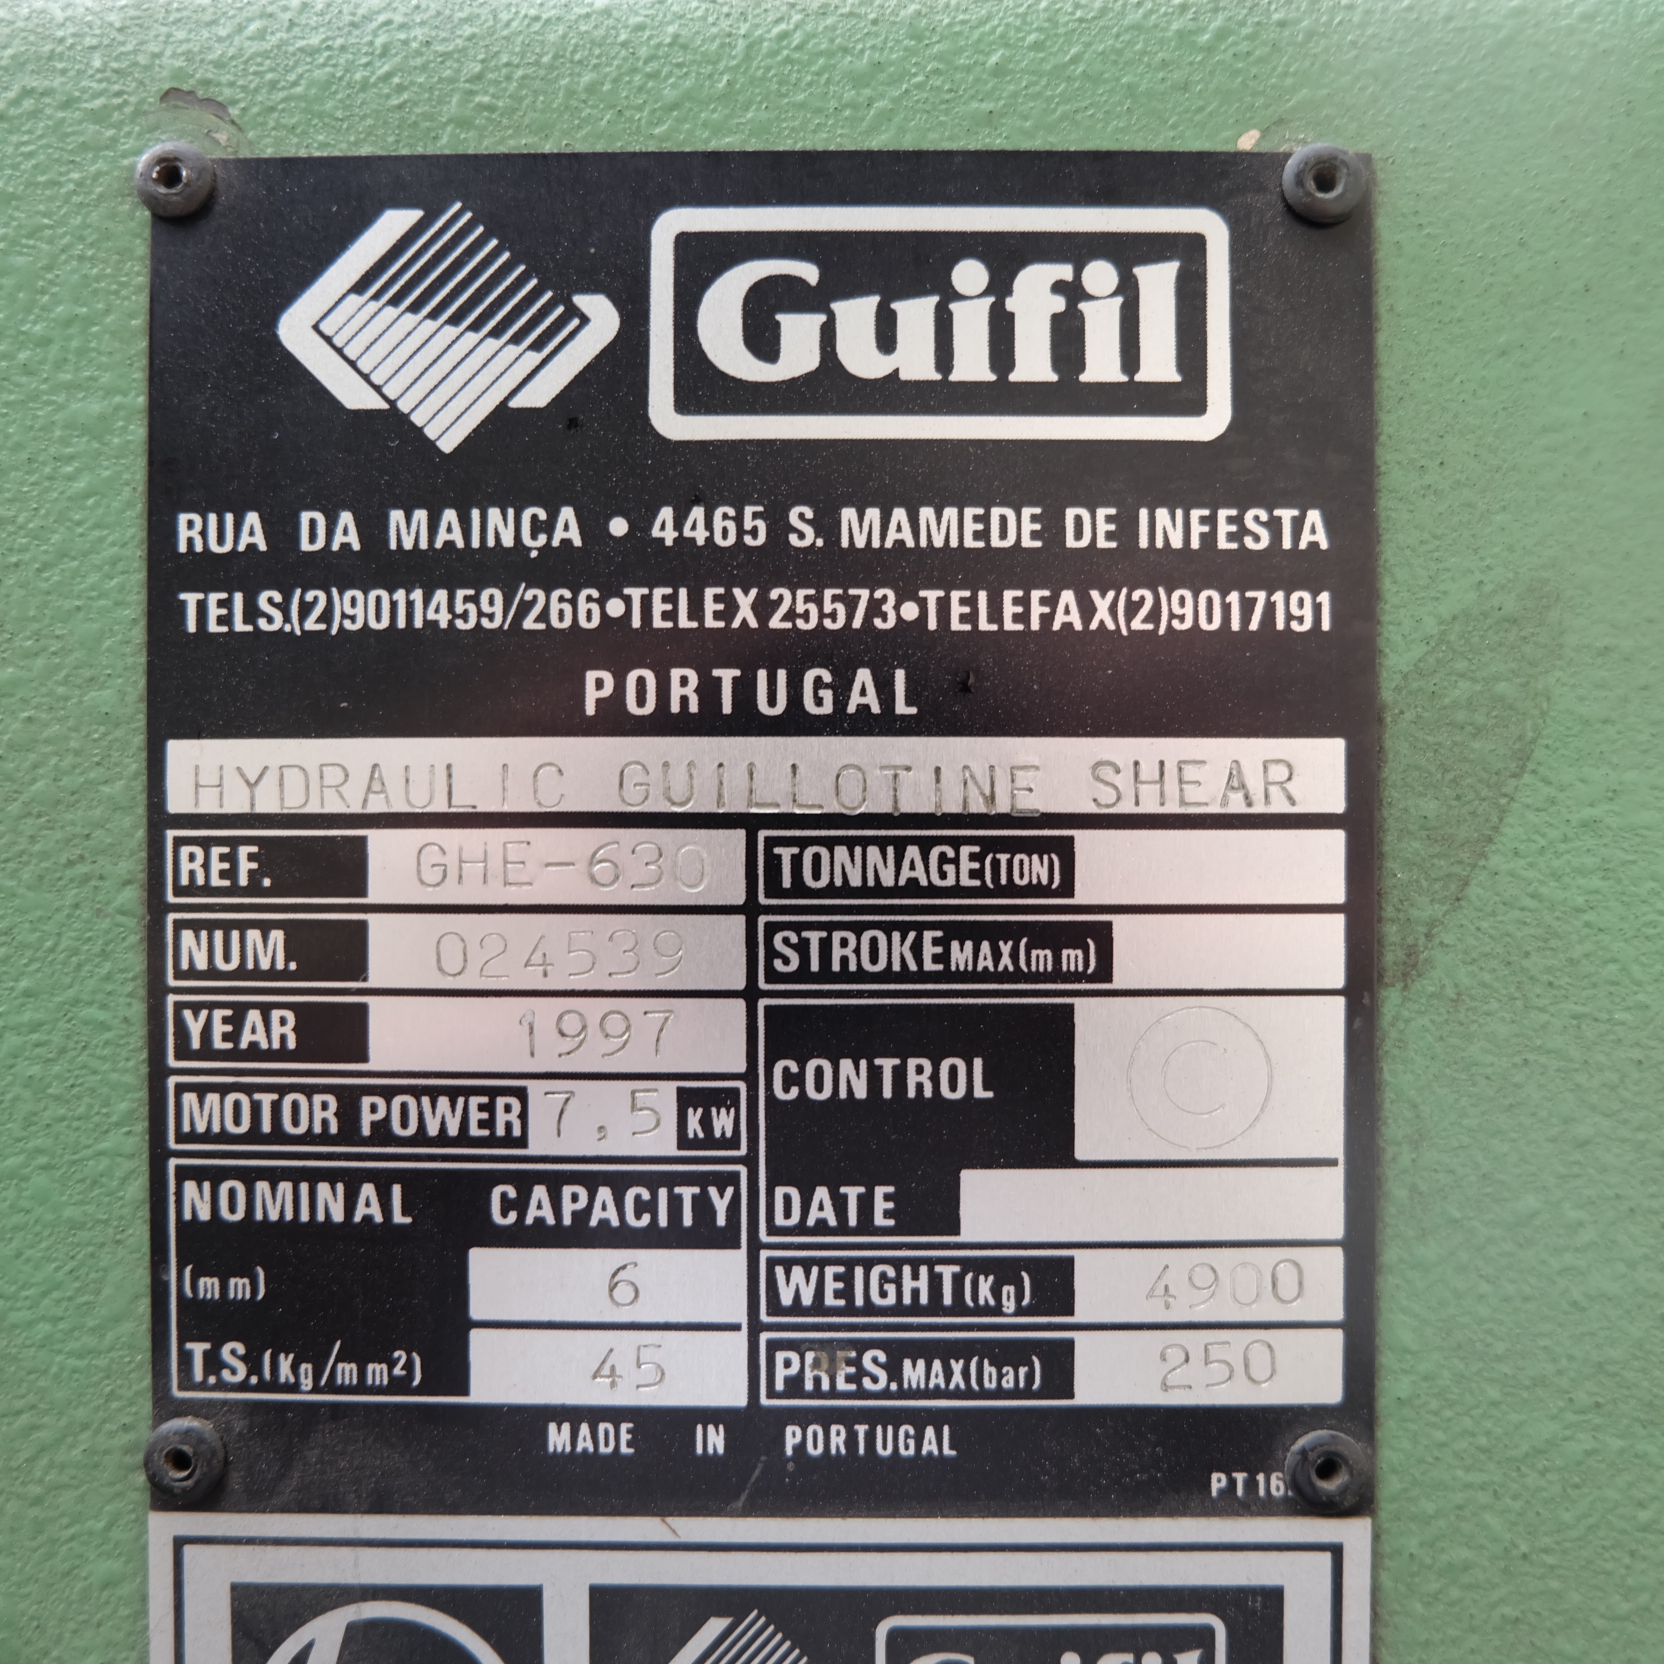 Guifil
RUA DA MAINÇA • 4465 S. MAMEDE DE INFESTA
TELS.(2)9011459/266•TELEX 25573•TELEFAX(2)9017191
PORTUGAL
HYDRAULIC GUILLOTINE SHEAR
REF. GHE-630
TONNAGE(TON)
NUM. 024539
STROKE MAX(mm)
YEAR 1997
CONTROL C
MOTOR POWER 7,5 KW
DATE
NOMINAL CAPACITY
(mm) 6
WEIGHT(Kg) 4900
T.S.(Kg/mm²) 45
PRES.MAX(bar) 250
MADE IN PORTUGAL
Guifil